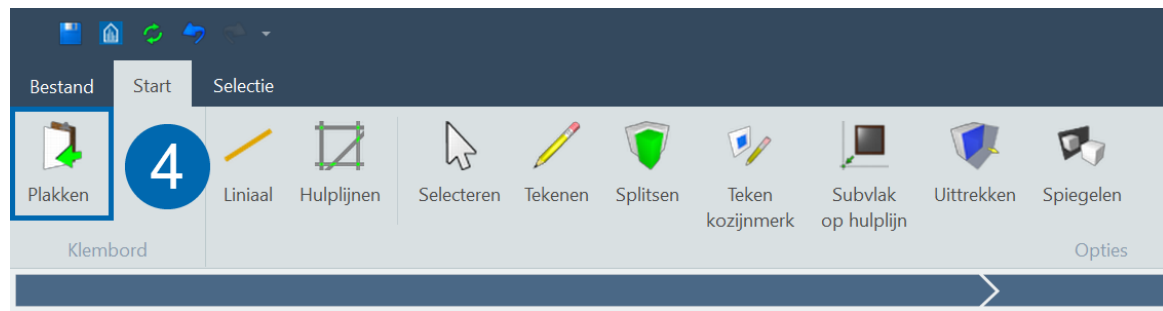 Bestand Start Selectie
4
Plakken Liniaal Hulplijnen Selecteren Tekenen Splitsen Teken kozijnmerk Subvlak op hulplijn Uittrekken Spiegelen
Klembord Opties